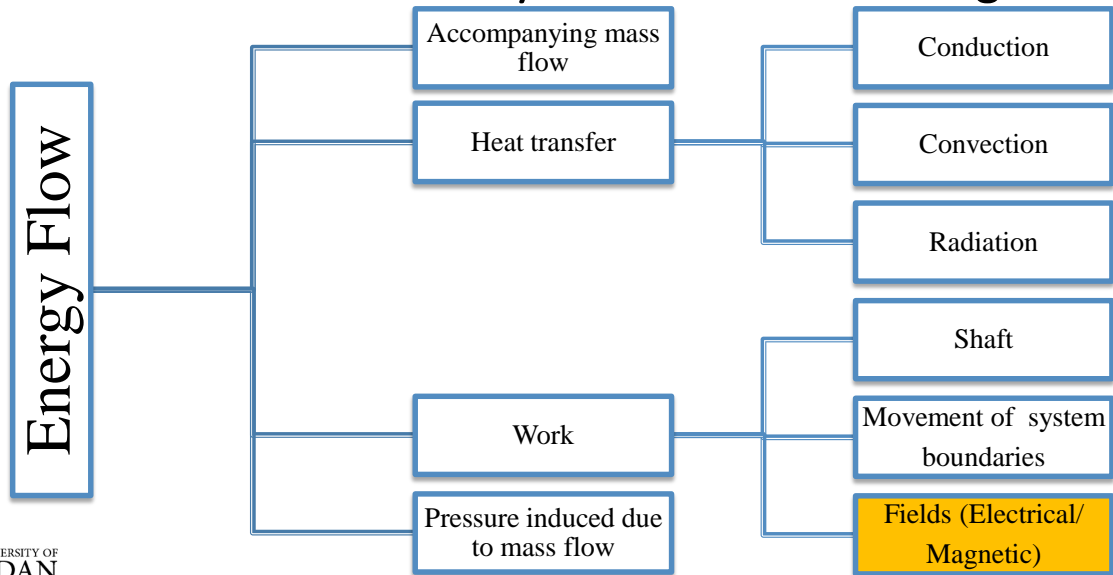 Energy Flow
Accompanying mass
flow
Heat transfer
Work
Pressure induced due
to mass flow
Conduction
Convection
Radiation
Shaft
Movement of system
boundaries
Fields (Electrical/
Magnetic)